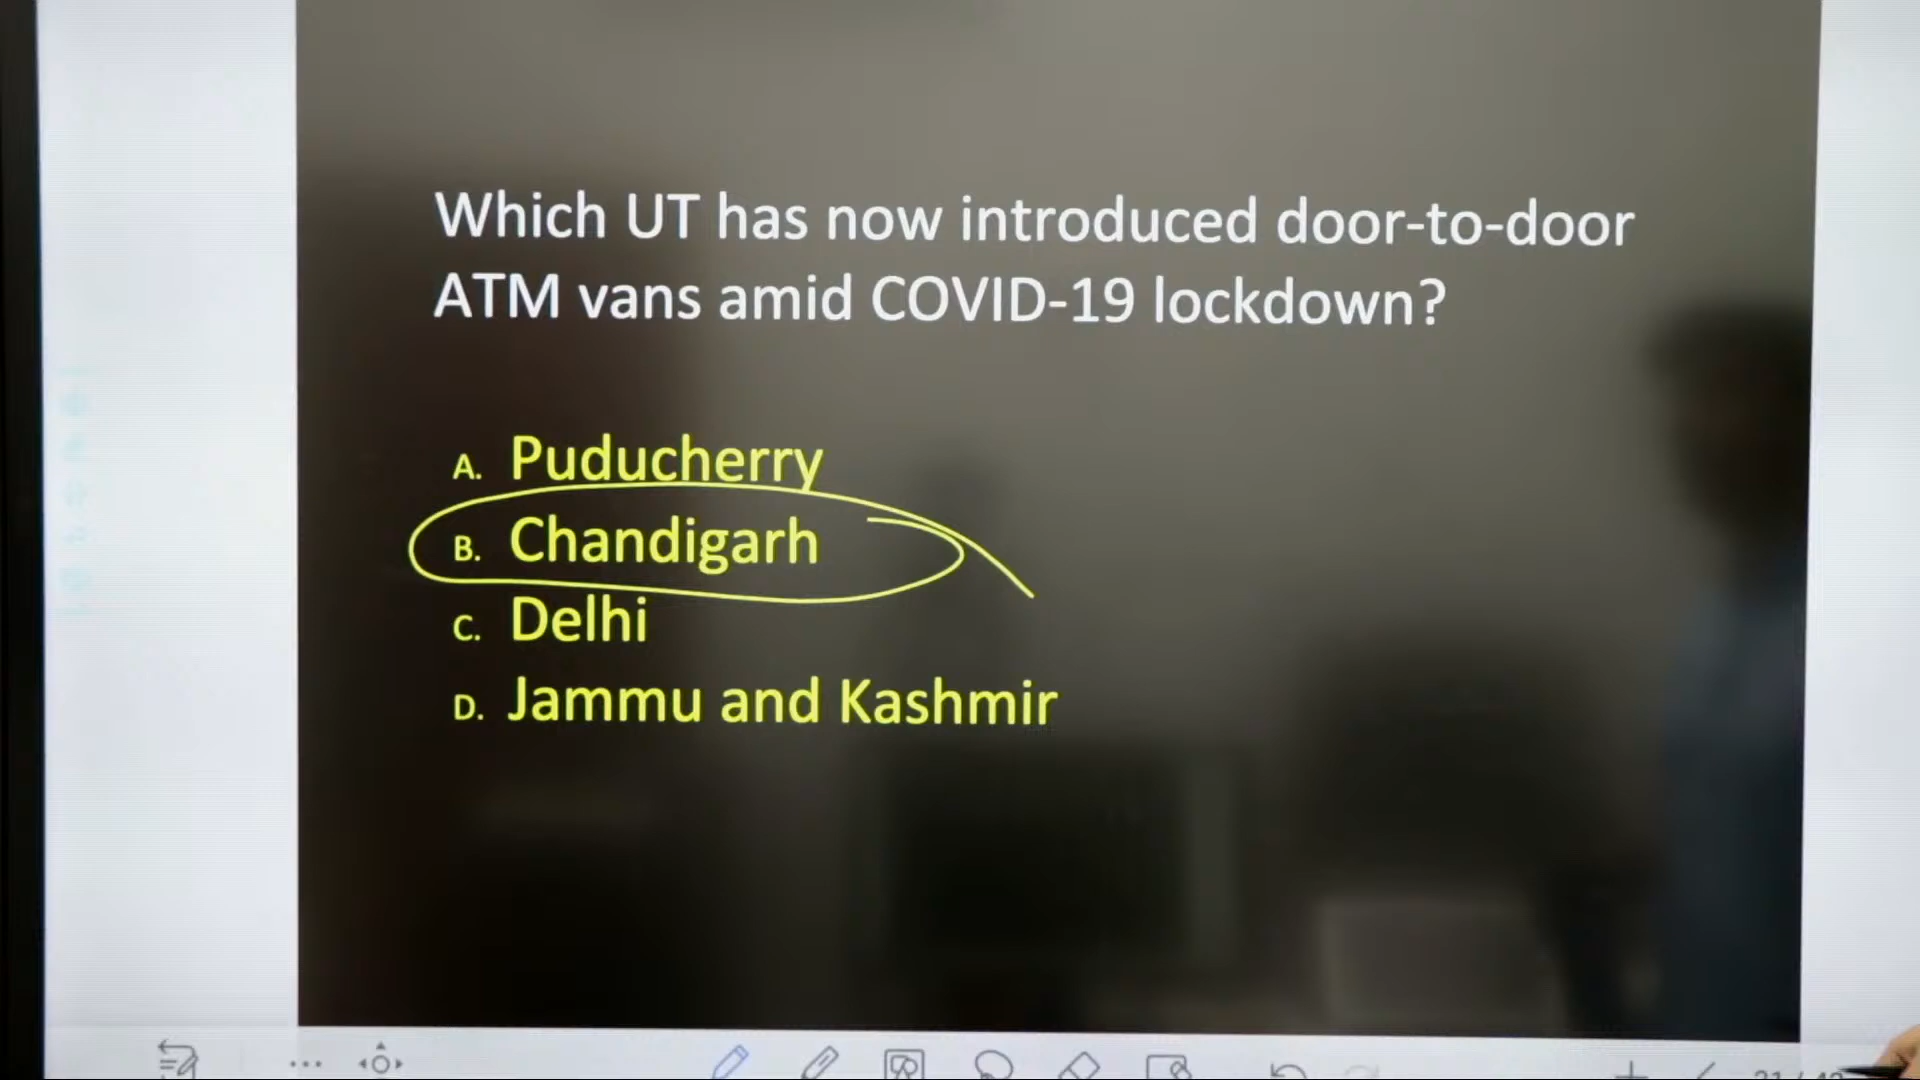 Which UT has now introduced door-to-door
ATM vans amid COVID-19 lockdown?
A. Puducherry
B. Chandigarh
C. Delhi
D. Jammu and Kashmir